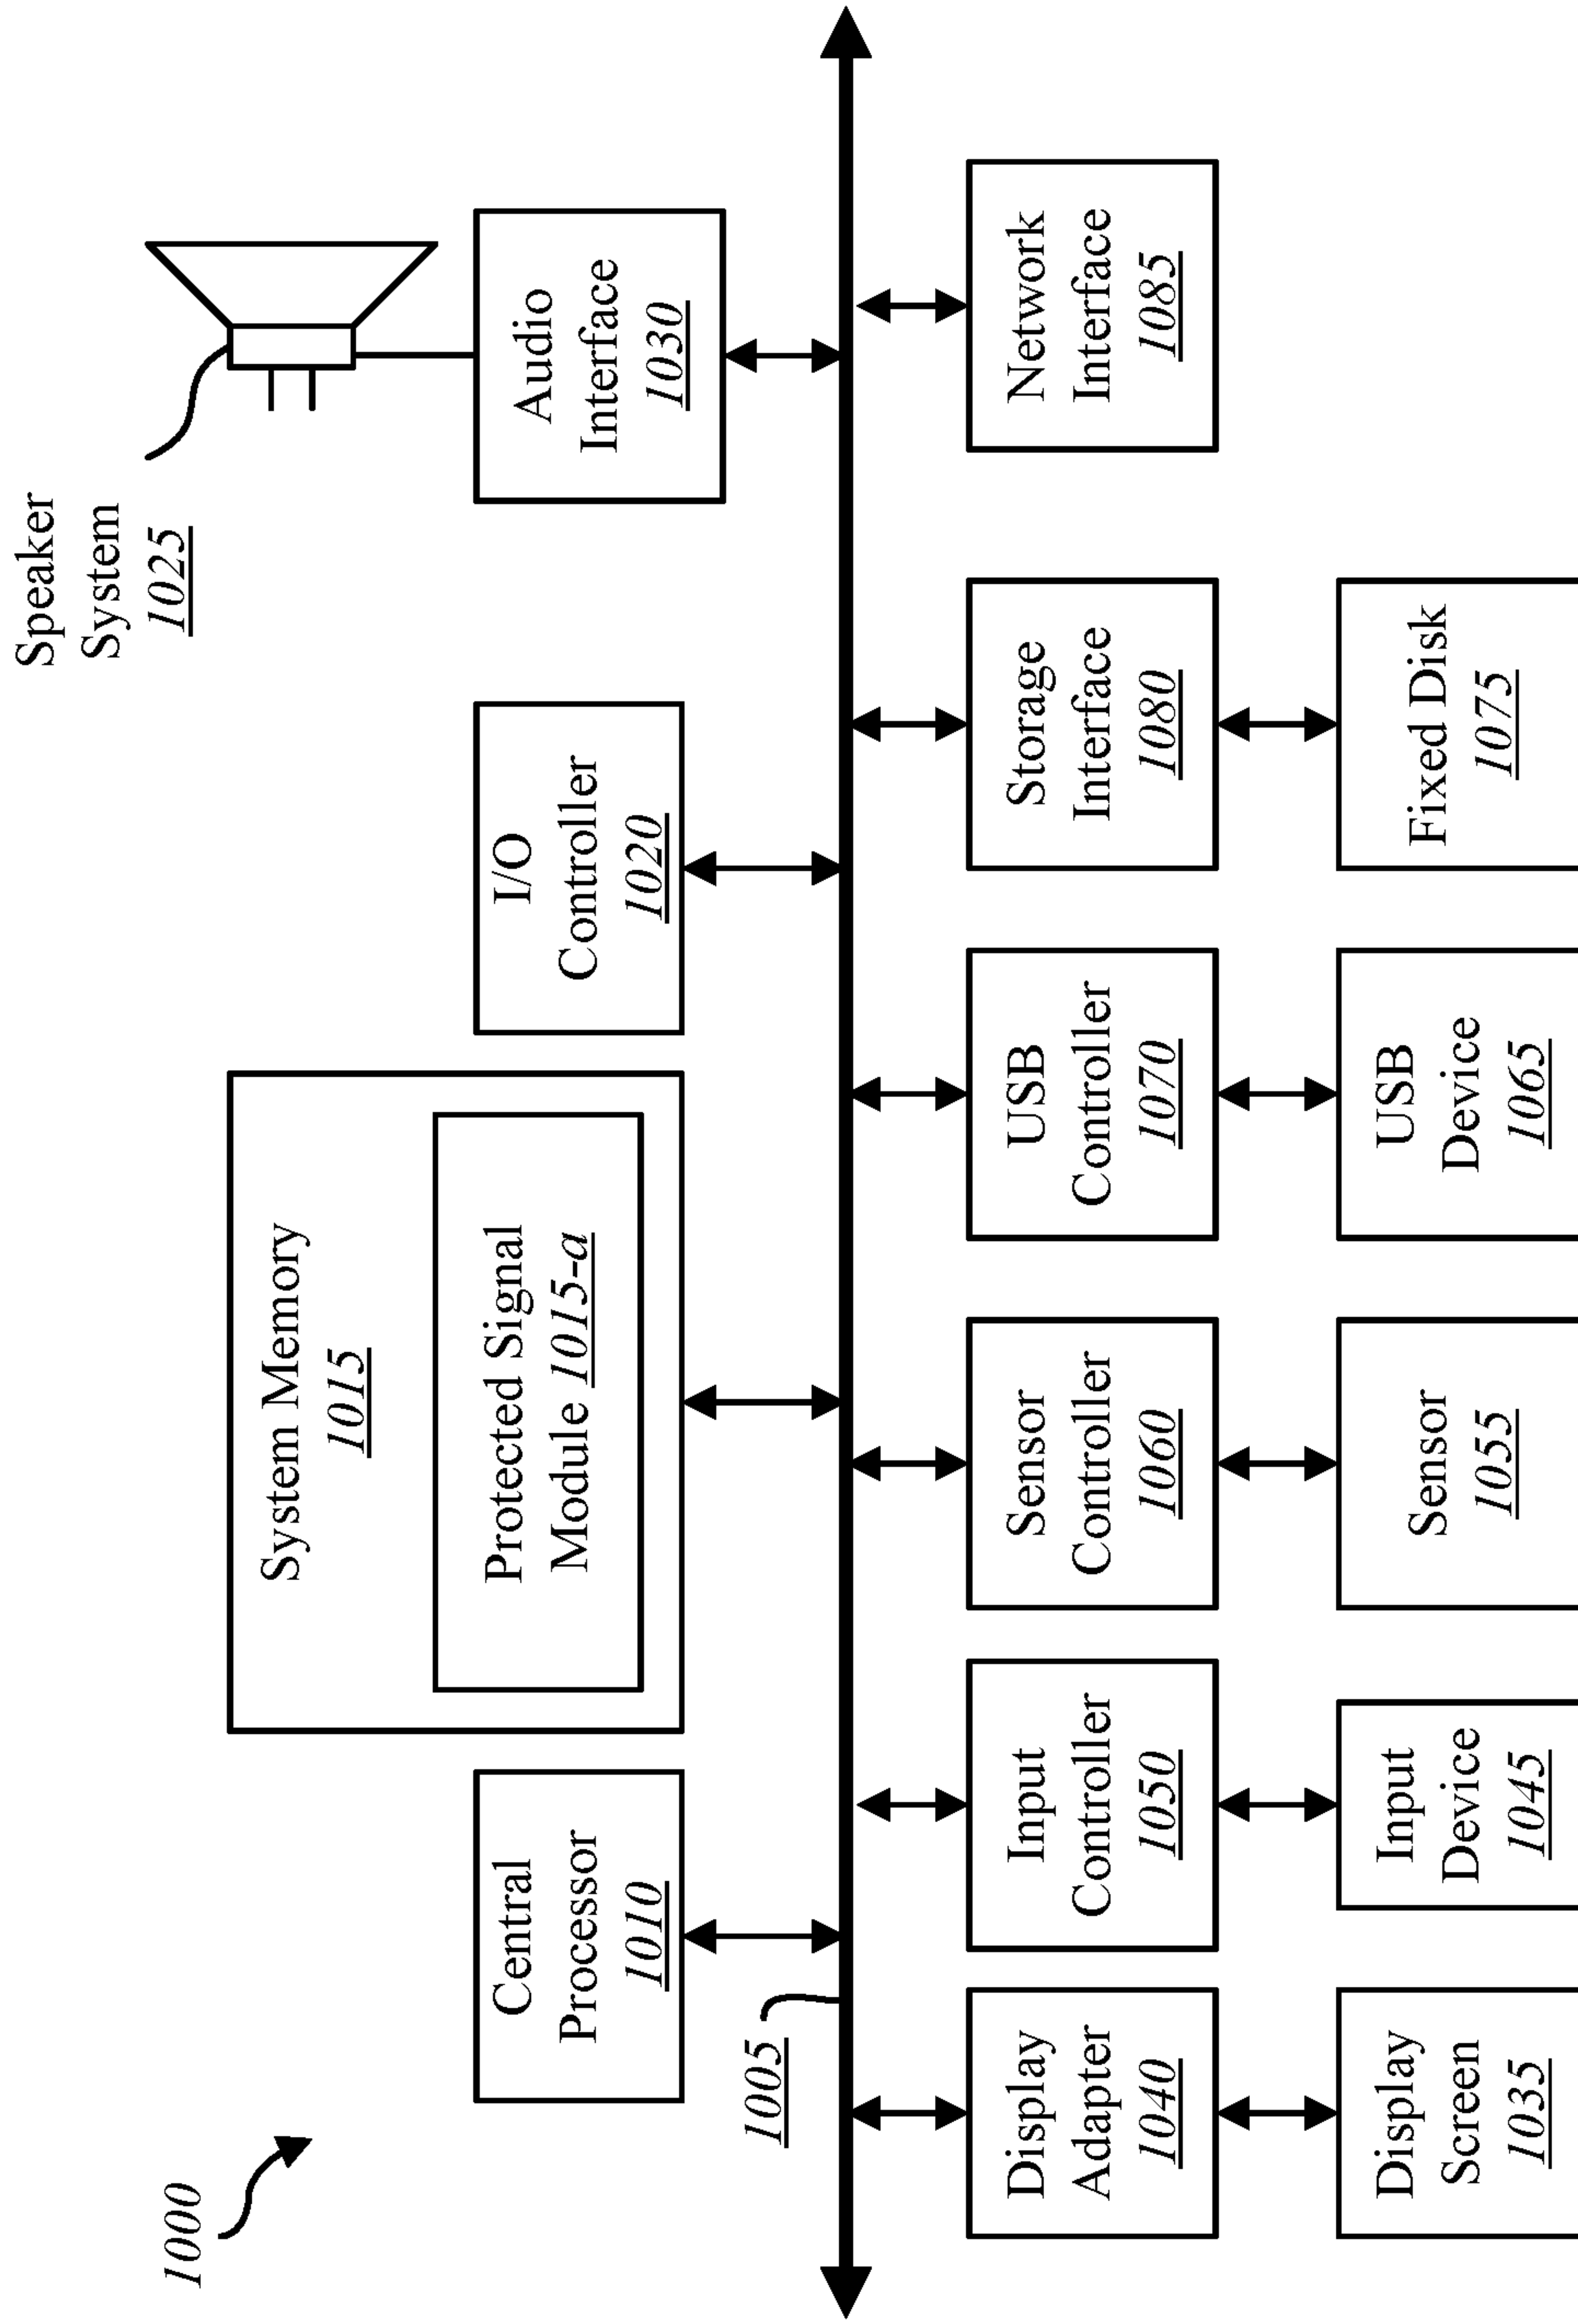 1000
Speaker
System
1025
Central
Processor
1010
System Memory
1015
Protected Signal
Module 1015-a
I/O
Controller
1020
Audio
Interface
1030
1005
Display
Adapter
1040
Input
Controller
1050
Sensor
Controller
1060
USB
Controller
1070
Storage
Interface
1080
Network
Interface
1085
Display
Screen
1035
Input
Device
1045
Sensor
1055
USB
Device
1065
Fixed Disk
1075